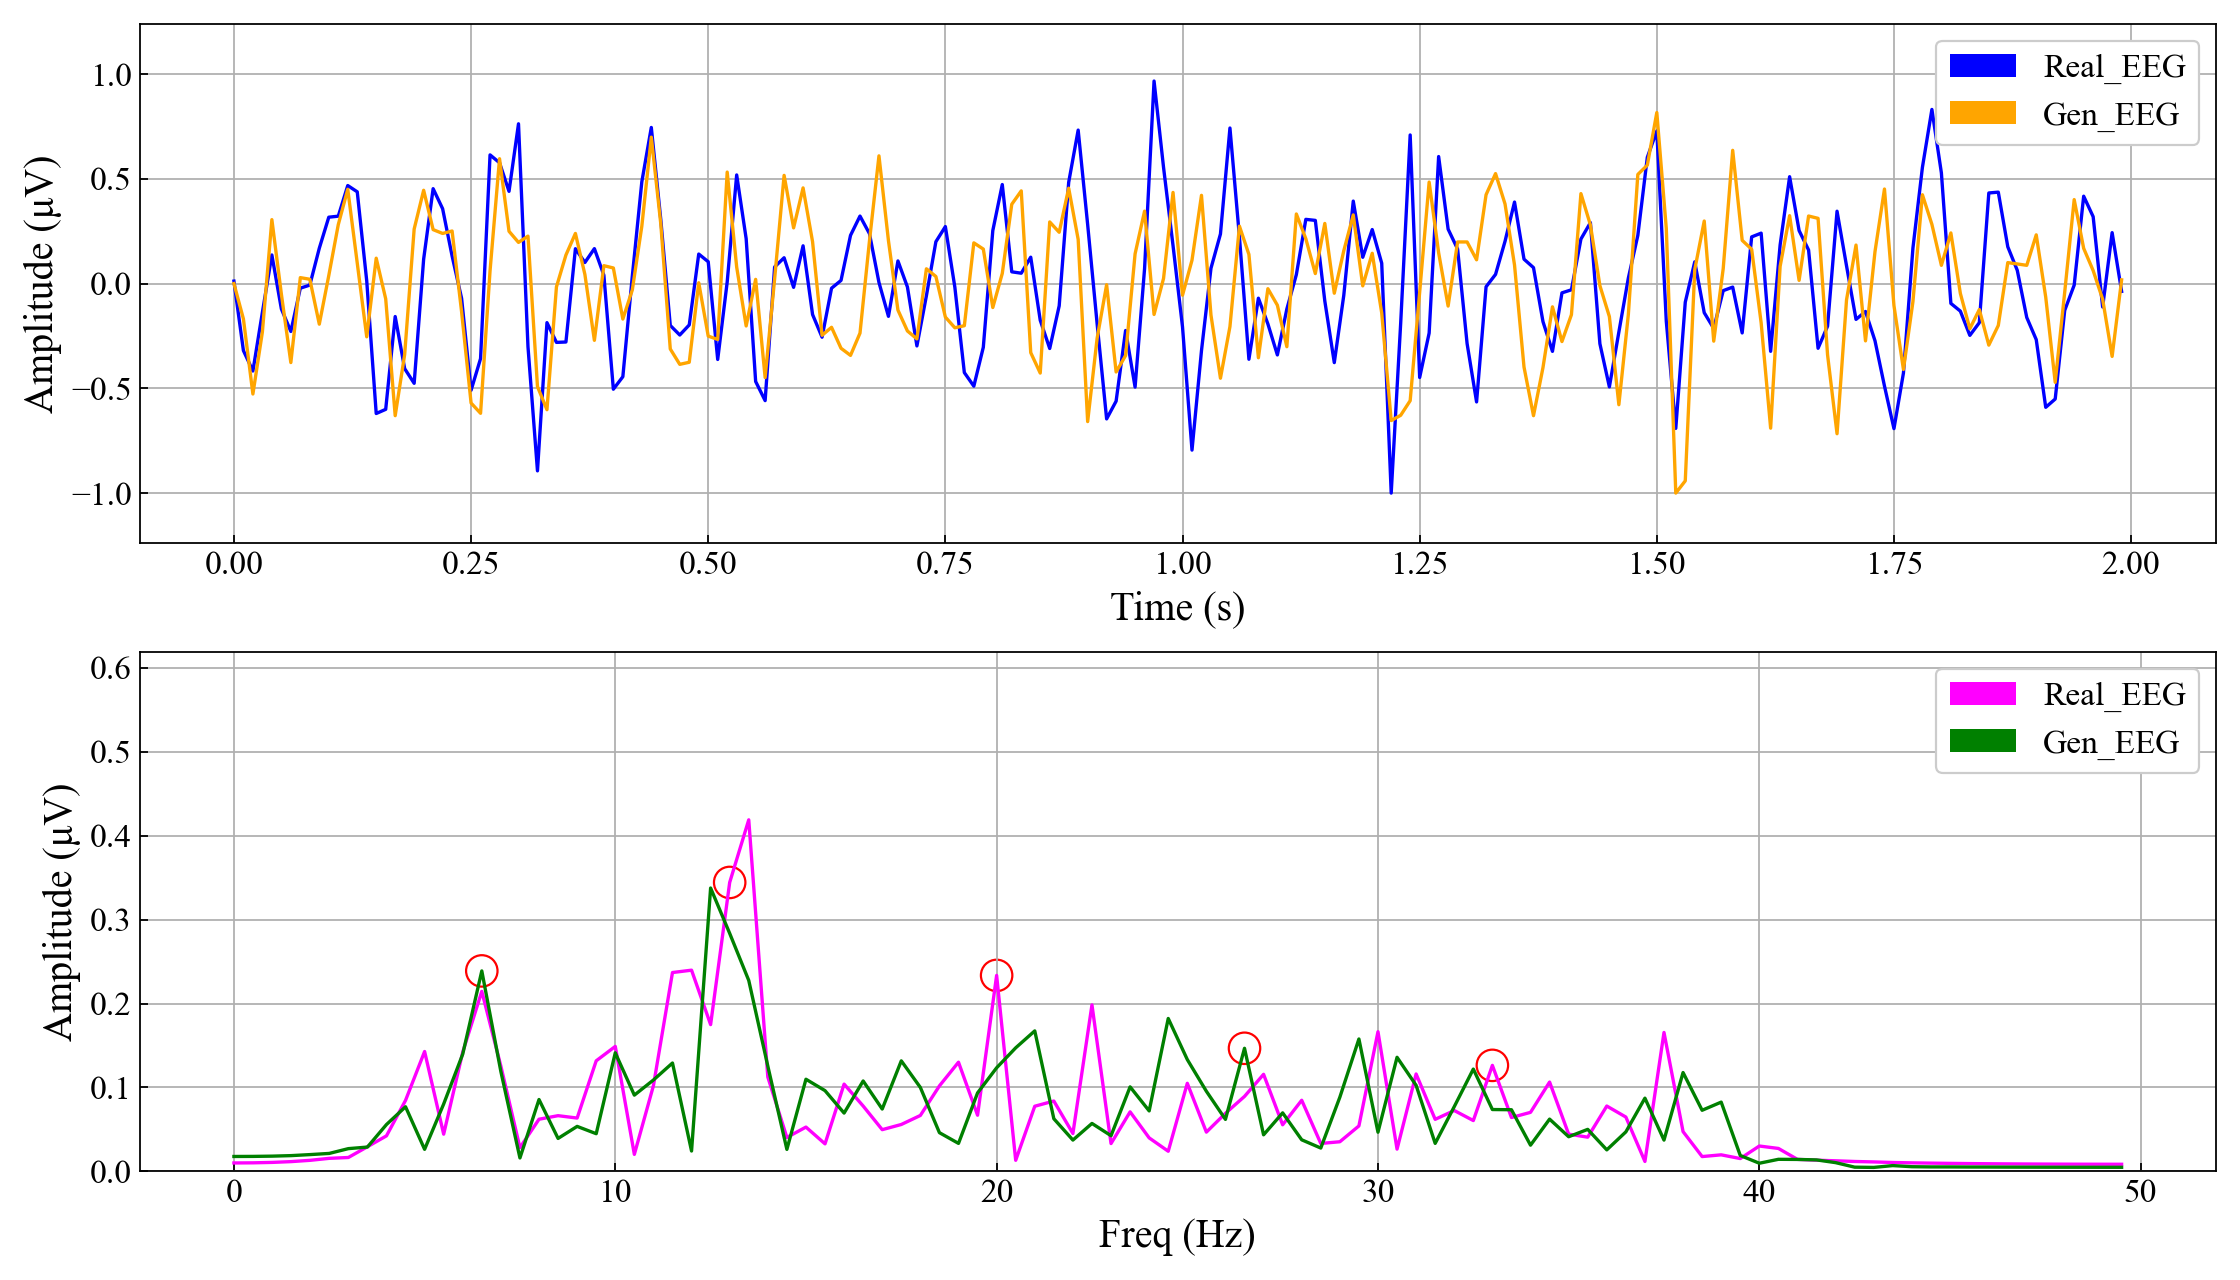 Amplitude (µV)
1.0
0.5
0.0
−0.5
−1.0
Real_EEG
Gen_EEG
0.00 0.25 0.50 0.75 1.00 1.25 1.50 1.75 2.00
Time (s)
Amplitude (µV)
0.6
0.5
0.4
0.3
0.2
0.1
0.0
Real_EEG
Gen_EEG
0 10 20 30 40 50
Freq (Hz)